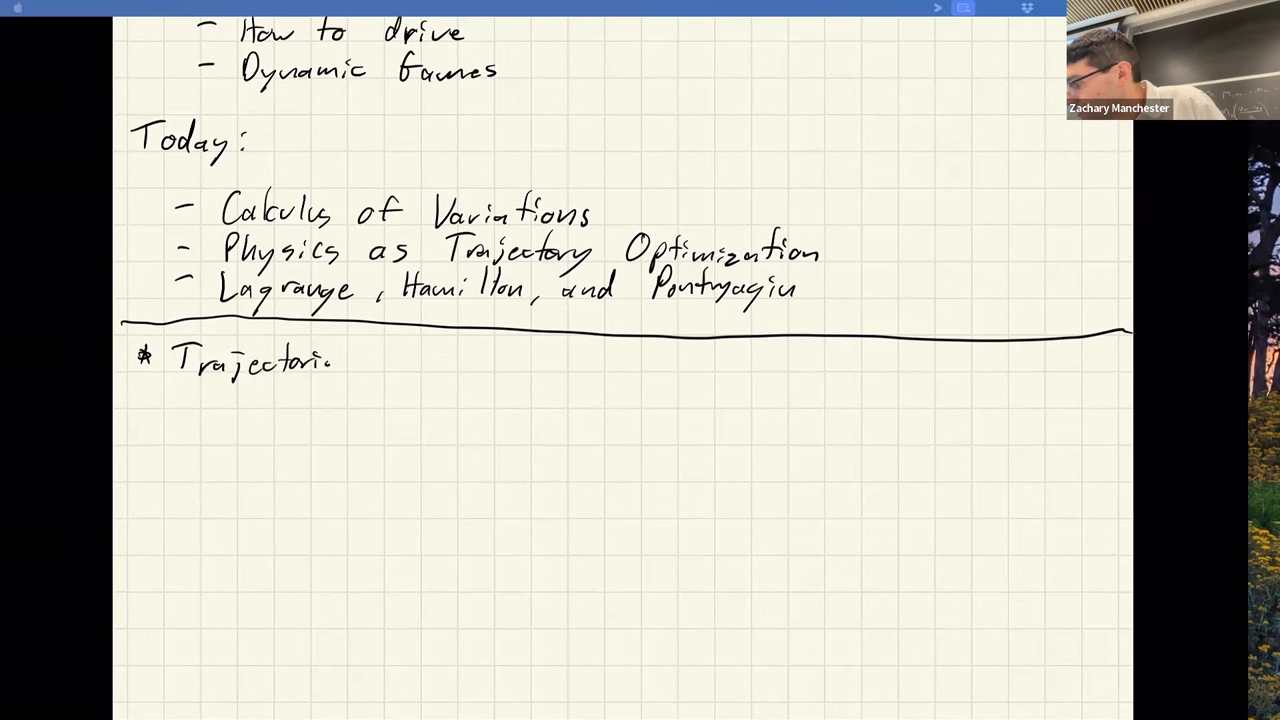 - How to drive
- Dynamic Games
Zachary Manchester
Today:
- Calculus of Variations
- Physics as Trajectory Optimization
- Lagrange, Hamilton, and Pontryagin
* Trajectori